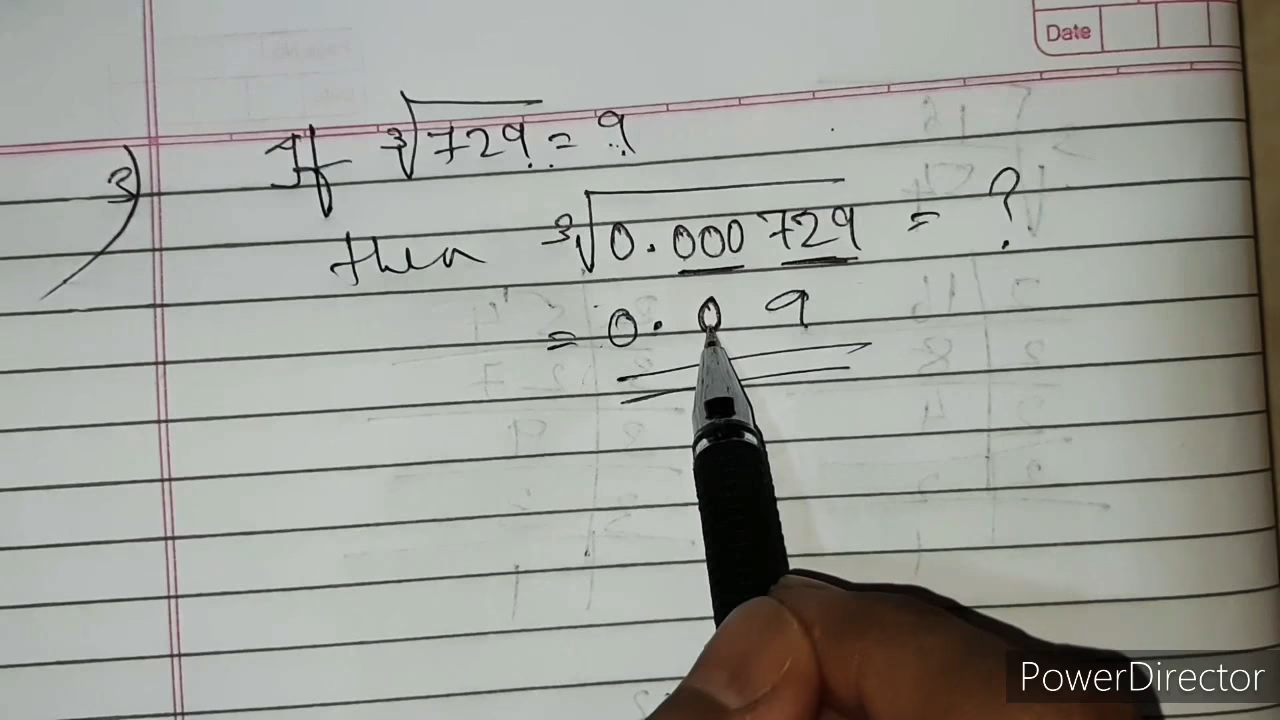 Date
3) If ∛729 = 9
then ∛0.000729 = ?
= 0.09
PowerDirector